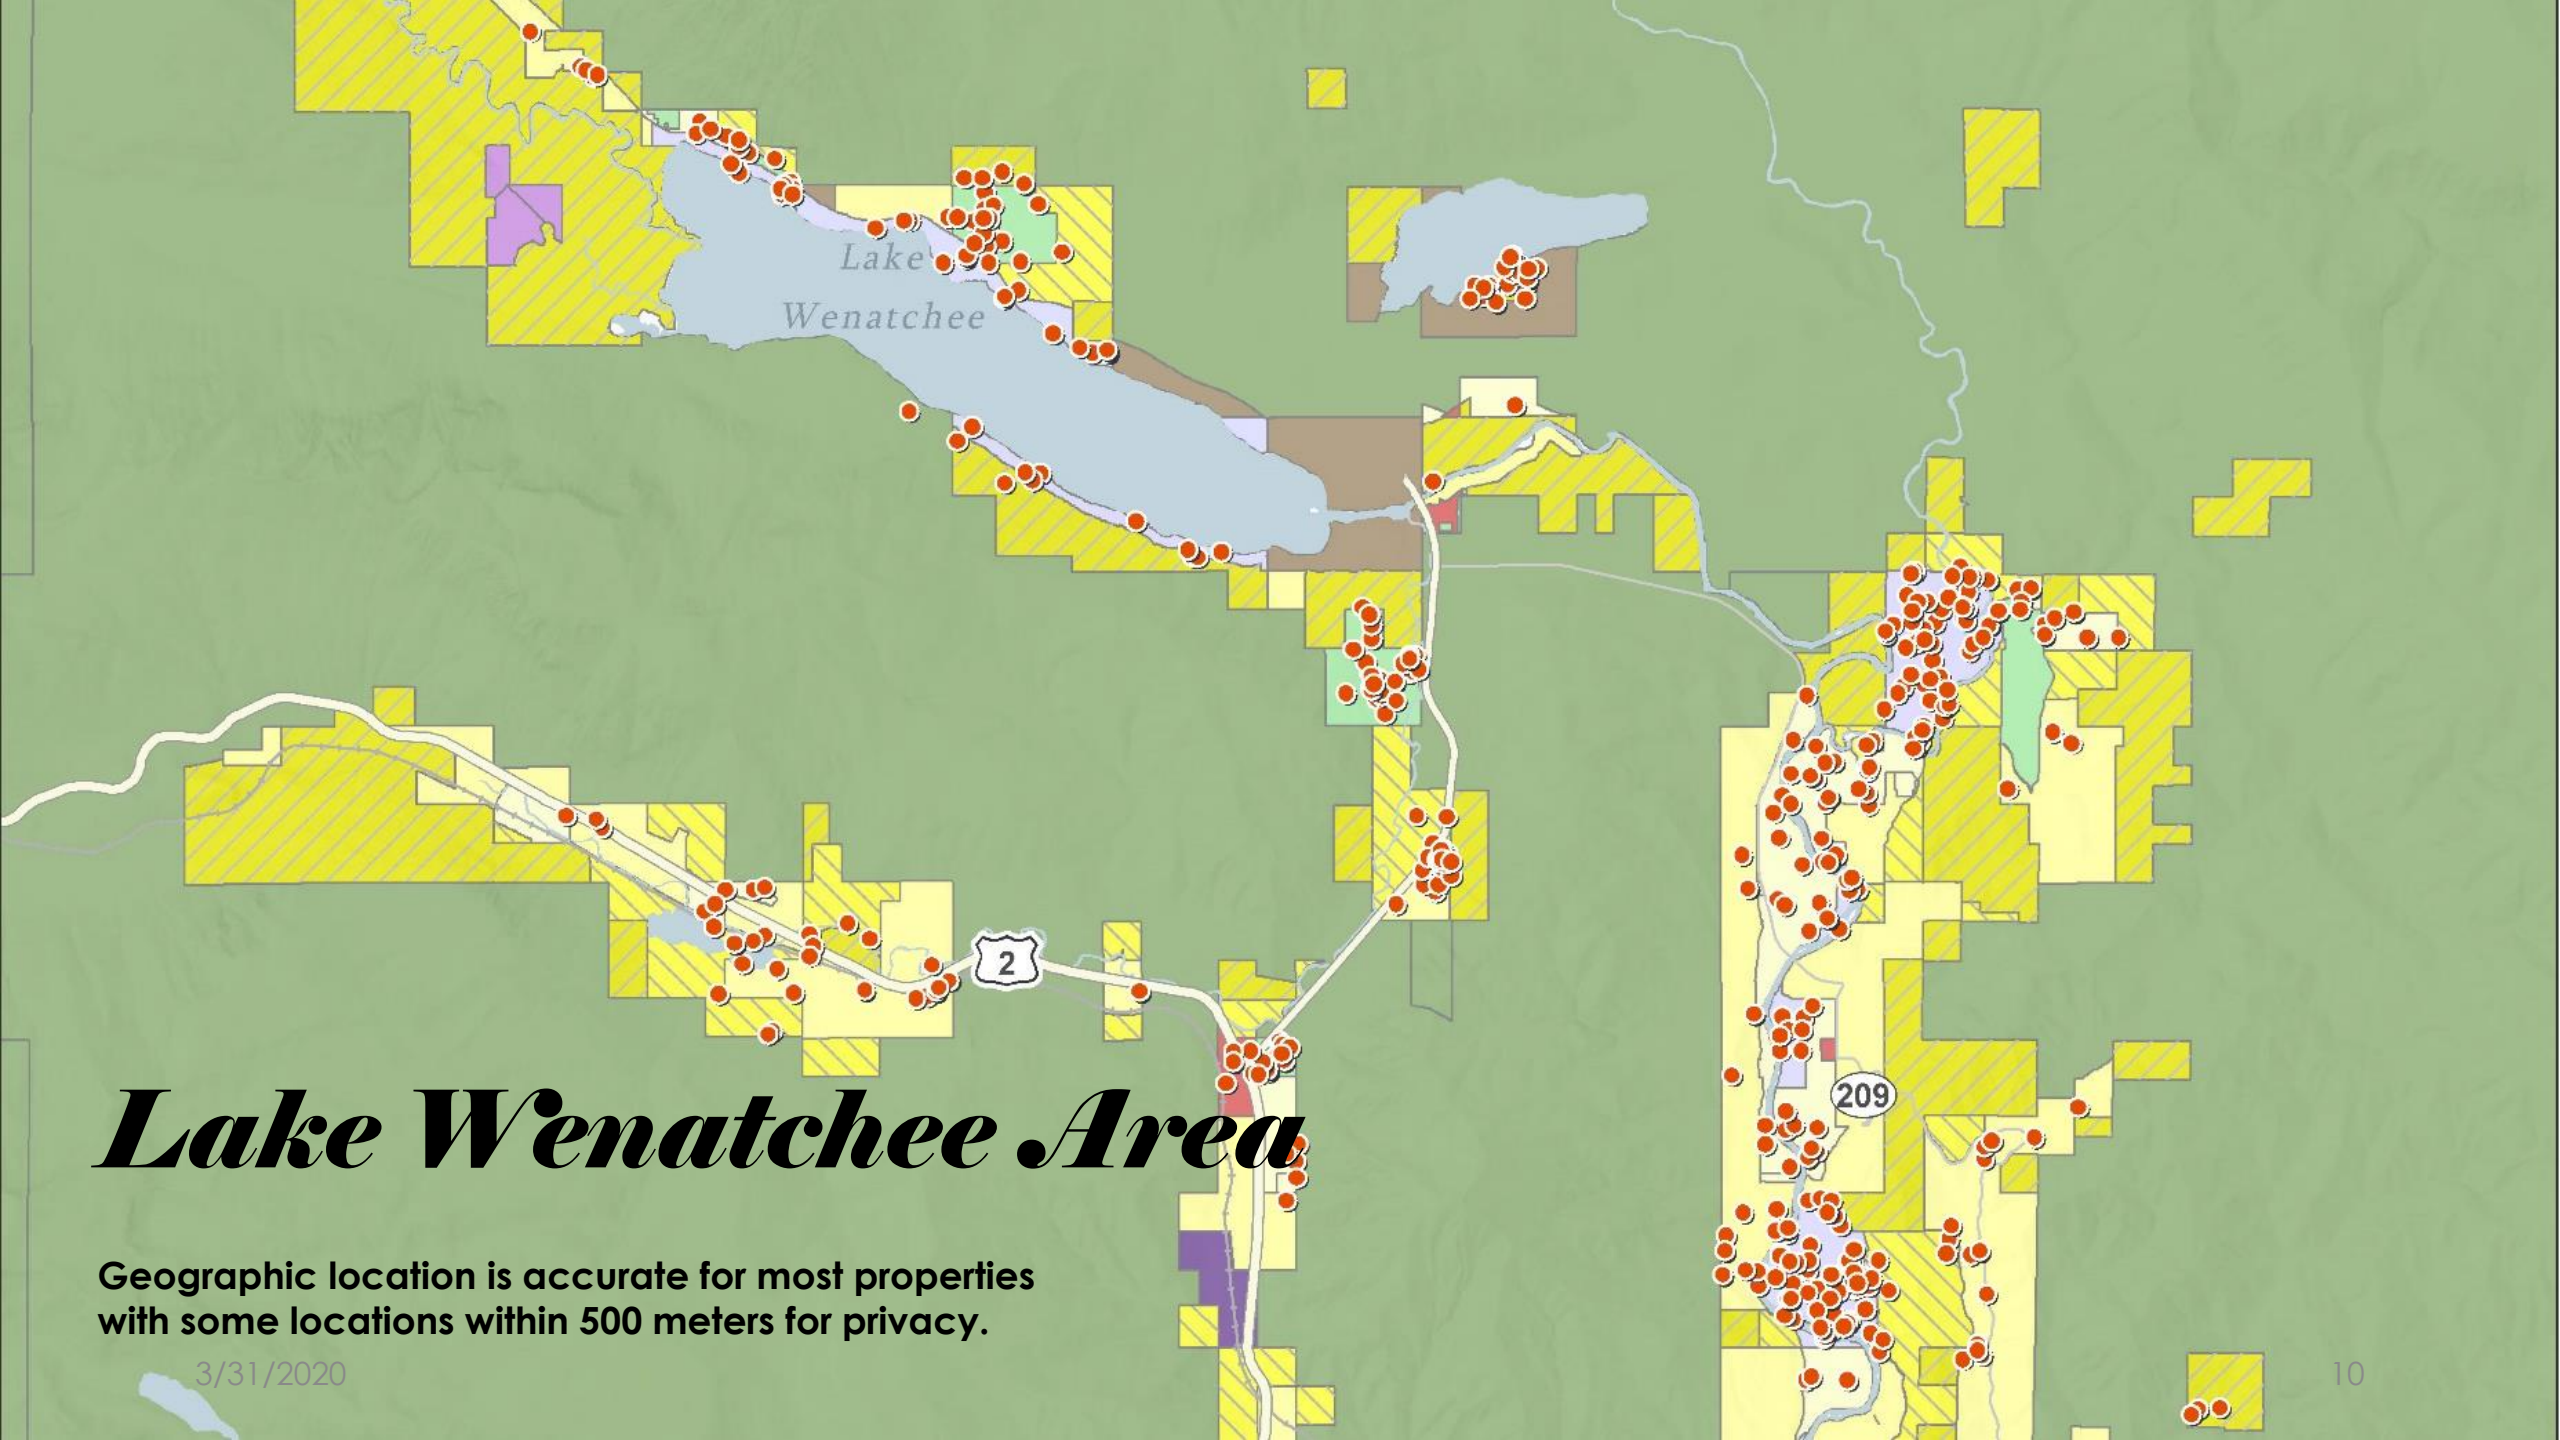 Lake
Wenatchee
2
209
Lake Wenatchee Area
Geographic location is accurate for most properties
with some locations within 500 meters for privacy.
3/31/2020
10